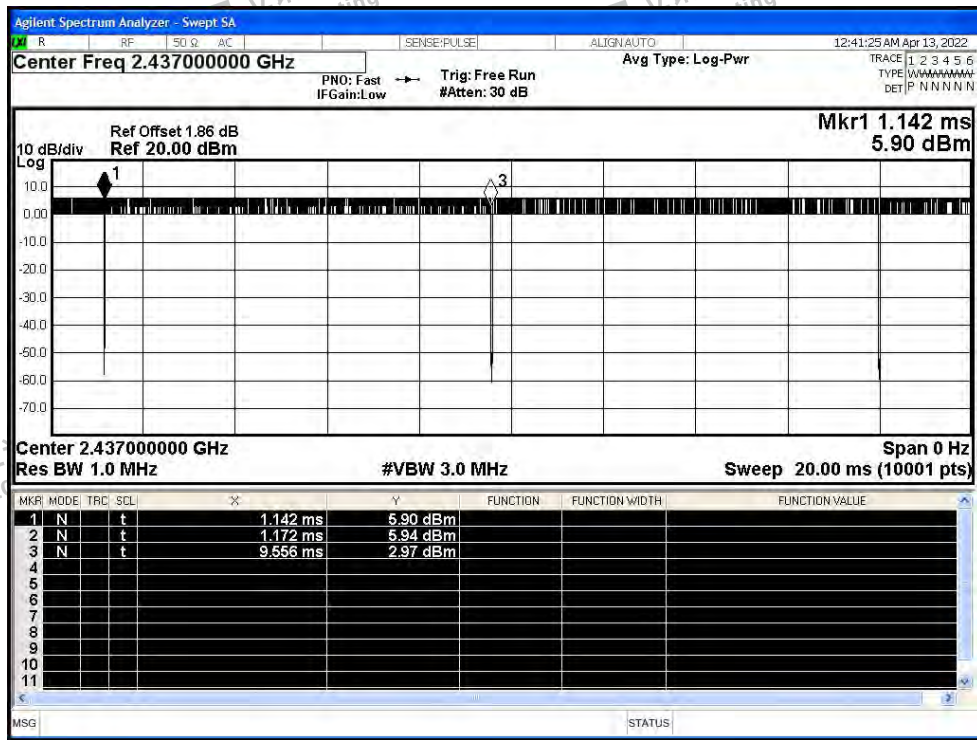 Agilent Spectrum Analyzer - Swept SA
R RF 50 Ω AC SENSE:PULSE ALIGNAUTO 12:41:25 AM Apr 13, 2022
Center Freq 2.437000000 GHz Avg Type: Log-Pwr TRACE 1 2 3 4 5 6
PNO: Fast Trig: Free Run TYPE
IFGain:Low #Atten: 30 dB DET P N N N N N
Mkr1 1.142 ms
Ref Offset 1.86 dB
10 dB/div Ref 20.00 dBm 5.90 dBm
Log
1
3
10.0
0.00
-10.0
-20.0
-30.0
-40.0
-50.0
-60.0
-70.0
Center 2.437000000 GHz Span 0 Hz
Res BW 1.0 MHz #VBW 3.0 MHz Sweep 20.00 ms (10001 pts)
MKR MODE TRC SCL X Y FUNCTION FUNCTION WIDTH FUNCTION VALUE
1 N t 1.142 ms 5.90 dBm
2 N t 1.172 ms 5.94 dBm
3 N t 9.556 ms 2.97 dBm
4
5
6
7
8
9
10
11
MSG STATUS